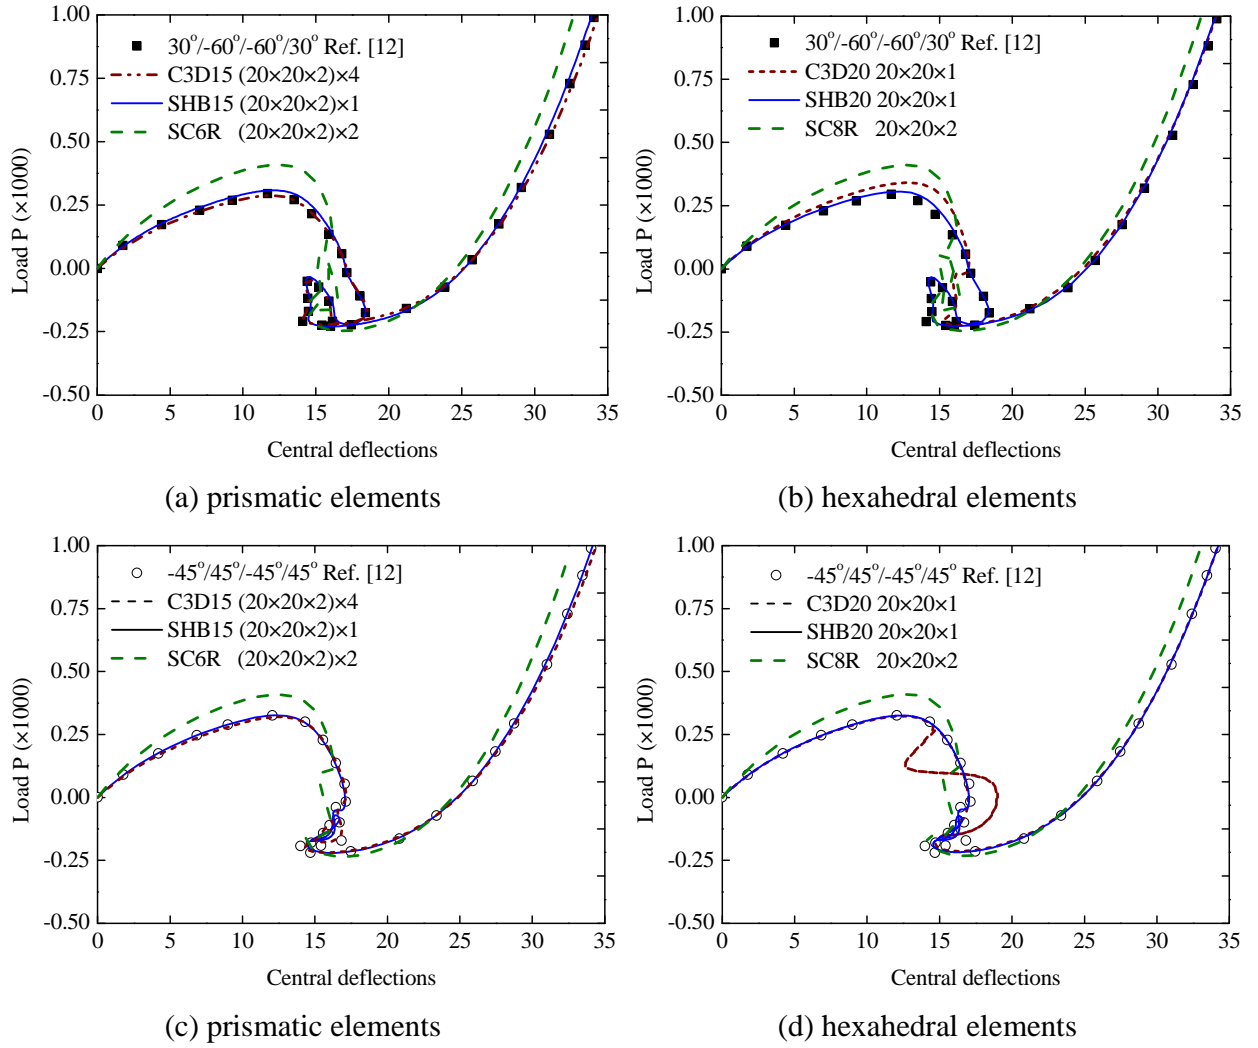 1.00
0.75
0.50
0.25
0.00
-0.25
-0.50
Load P (×1000)
30°/-60°/-60°/30° Ref. [12]
C3D15 (20×20×2)×4
SHB15 (20×20×2)×1
SC6R (20×20×2)×2
0 5 10 15 20 25 30 35
Central deflections
(a) prismatic elements
1.00
0.75
0.50
0.25
0.00
-0.25
-0.50
Load P (×1000)
30°/-60°/-60°/30° Ref. [12]
C3D20 20×20×1
SHB20 20×20×1
SC8R 20×20×2
0 5 10 15 20 25 30 35
Central deflections
(b) hexahedral elements
1.00
0.75
0.50
0.25
0.00
-0.25
-0.50
Load P (×1000)
-45°/45°/-45°/45° Ref. [12]
C3D15 (20×20×2)×4
SHB15 (20×20×2)×1
SC6R (20×20×2)×2
0 5 10 15 20 25 30 35
Central deflections
(c) prismatic elements
1.00
0.75
0.50
0.25
0.00
-0.25
-0.50
Load P (×1000)
-45°/45°/-45°/45° Ref. [12]
C3D20 20×20×1
SHB20 20×20×1
SC8R 20×20×2
0 5 10 15 20 25 30 35
Central deflections
(d) hexahedral elements